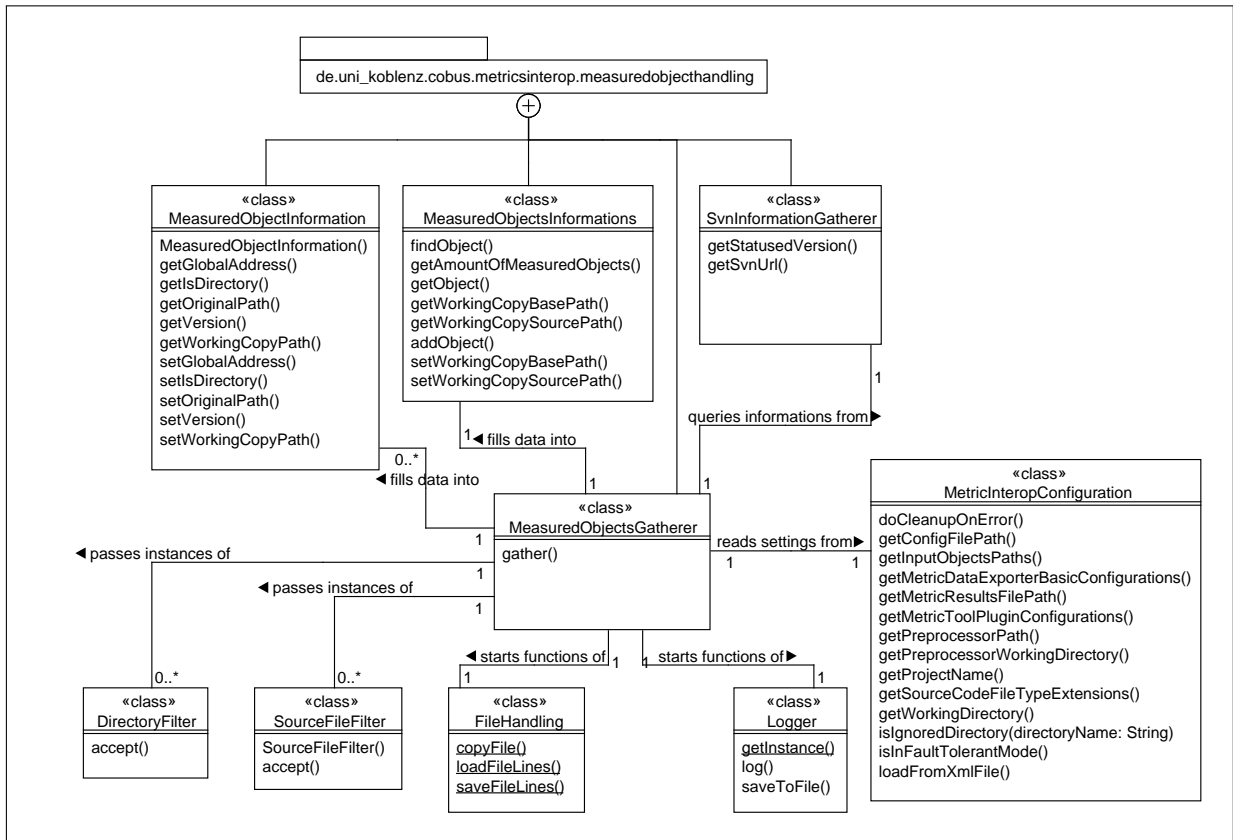 de.uni_koblenz.cobus.metricsinterop.measuredobjecthandling
«class»
MeasuredObjectInformation
MeasuredObjectInformation()
getGlobalAddress()
getIsDirectory()
getOriginalPath()
getVersion()
getWorkingCopyPath()
setGlobalAddress()
setIsDirectory()
setOriginalPath()
setVersion()
setWorkingCopyPath()
«class»
MeasuredObjectsInformations
findObject()
getAmountOfMeasuredObjects()
getObject()
getWorkingCopyBasePath()
getWorkingCopySourcePath()
addObject()
setWorkingCopyBasePath()
setWorkingCopySourcePath()
«class»
SvnInformationGatherer
getStatusedVersion()
getSvnUrl()
1
queries informations from ►
1
1
◄ fills data into
1
0..*
◄ fills data into
1
«class»
MeasuredObjectsGatherer
gather()
reads settings from►
1
1
«class»
MetricInteropConfiguration
doCleanupOnError()
getConfigFilePath()
getInputObjectsPaths()
getMetricDataExporterBasicConfigurations()
getMetricResultsFilePath()
getMetricToolPluginConfigurations()
getPreprocessorPath()
getPreprocessorWorkingDirectory()
getProjectName()
getSourceCodeFileTypeExtensions()
getWorkingDirectory()
isIgnoredDirectory(directoryName: String)
isInFaultTolerantMode()
loadFromXmlFile()
◄ passes instances of
1
0..*
◄ passes instances of
1
0..*
◄ starts functions of
1
1
starts functions of ►
1
1
«class»
DirectoryFilter
accept()
«class»
SourceFileFilter
SourceFileFilter()
accept()
«class»
FileHandling
copyFile()
loadFileLines()
saveFileLines()
«class»
Logger
getInstance()
log()
saveToFile()